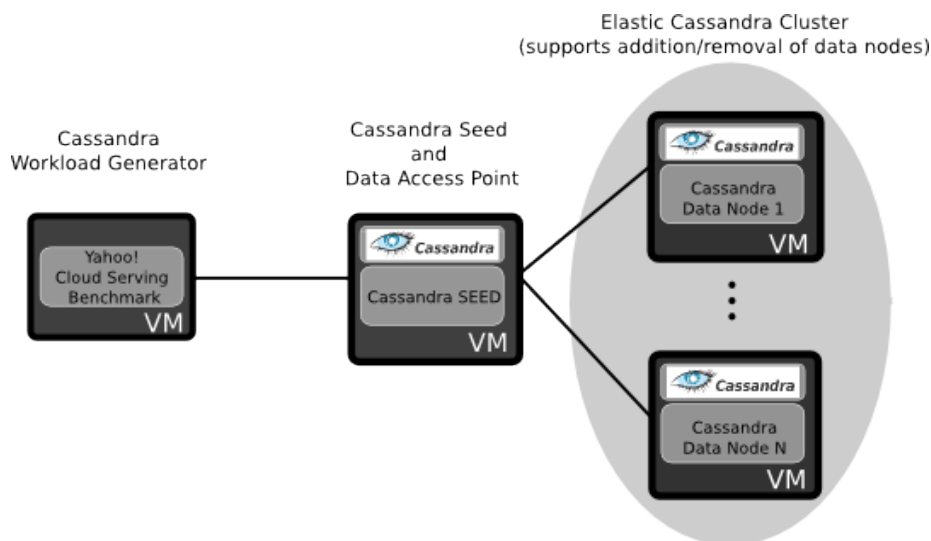 Elastic Cassandra Cluster
(supports addition/removal of data nodes)
Cassandra
Workload Generator
Yahoo!
Cloud Serving
Benchmark
VM
Cassandra Seed
and
Data Access Point
Cassandra
Cassandra SEED
VM
Cassandra
Cassandra
Data Node 1
VM
Cassandra
Cassandra
Data Node N
VM